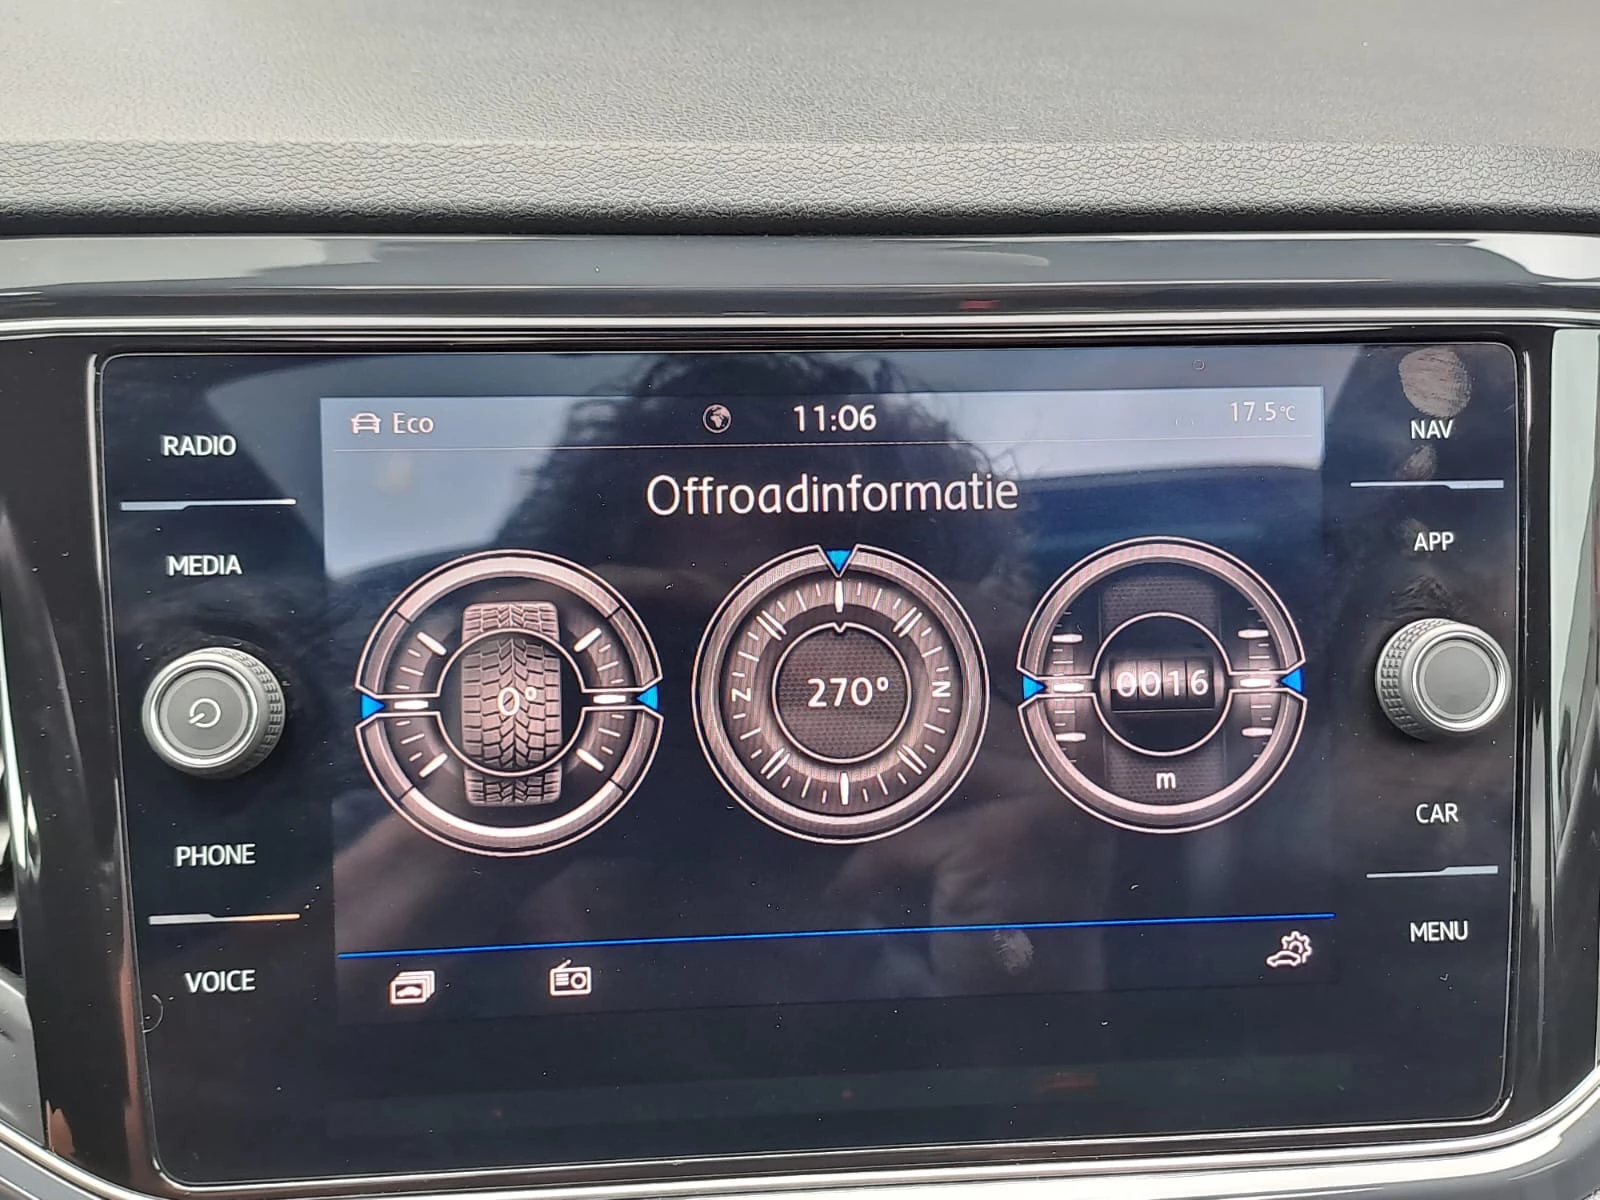 Eco 11:06 17.5°C
Offroadinformatie
0° 270° 0016
Z N
m
RADIO
MEDIA
PHONE
VOICE
NAV
APP
CAR
MENU